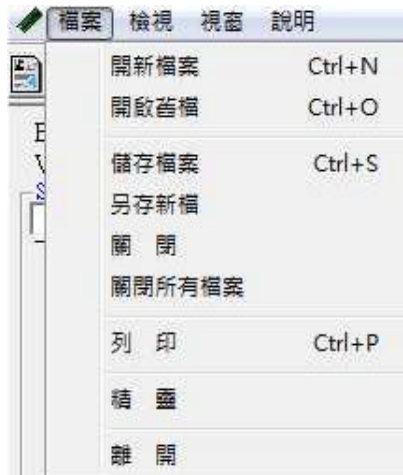 檔案 檢視 視窗 說明
開新檔案 Ctrl+N
開啟舊檔 Ctrl+O
儲存檔案 Ctrl+S
另存新檔
關 閉
關閉所有檔案
列 印 Ctrl+P
精 靈
離 開